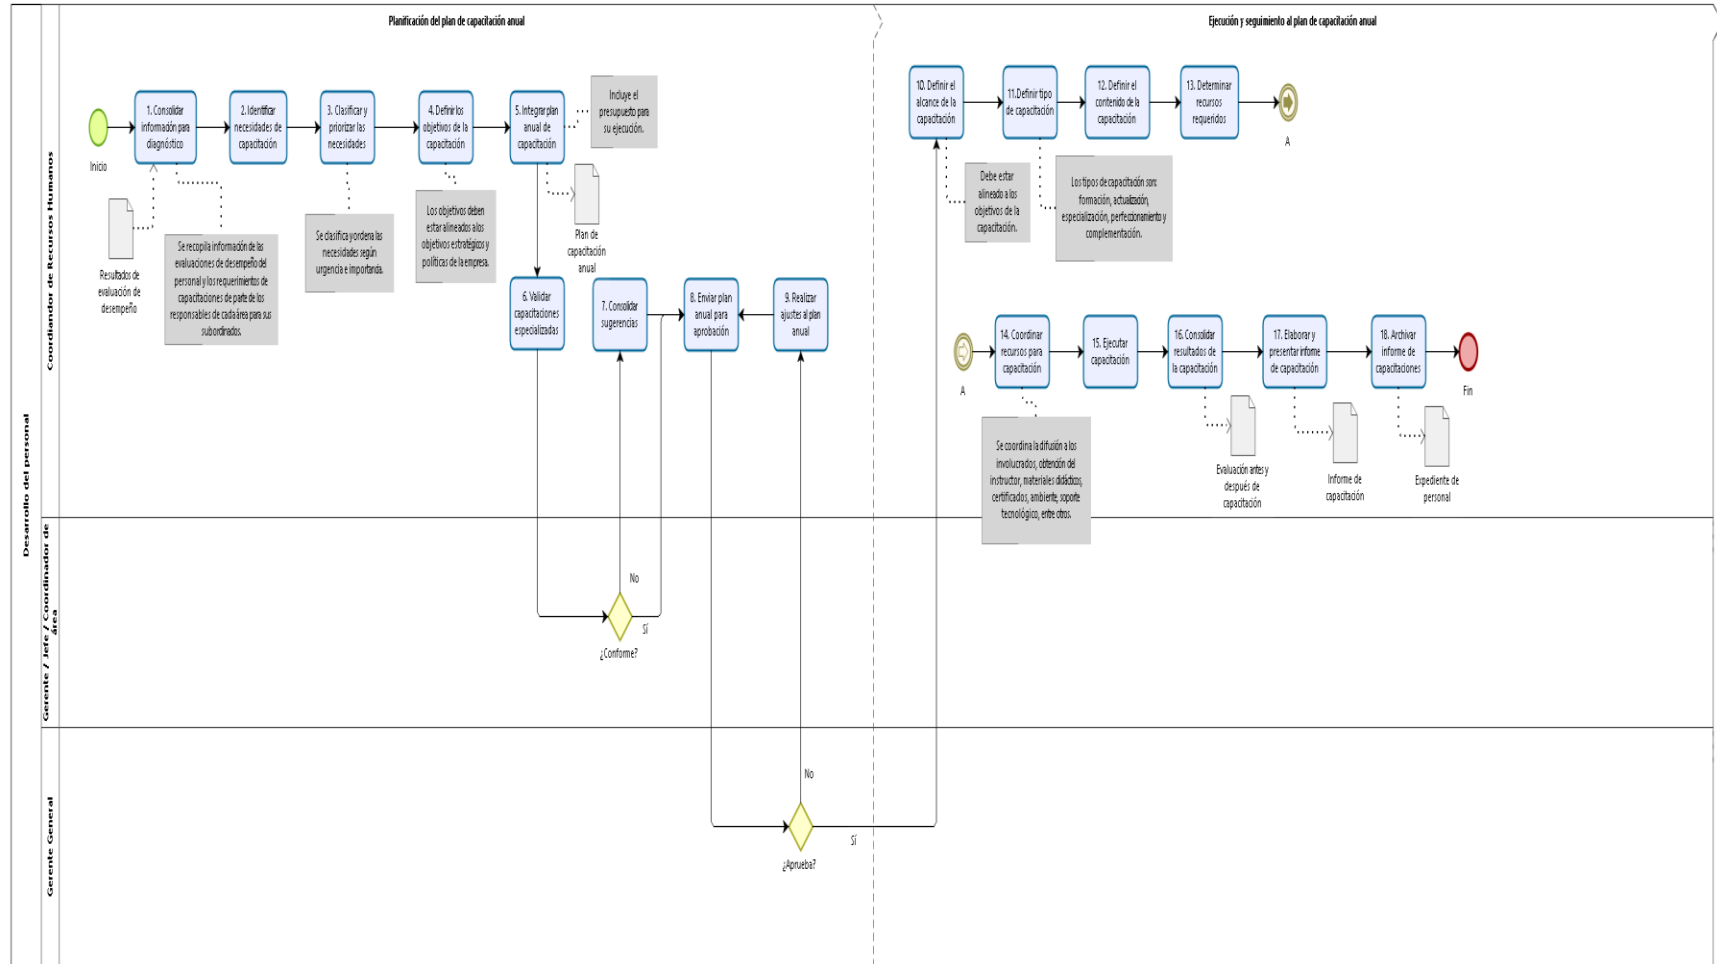 Planificación del plan de capacitación anual
Ejecución y seguimiento al plan de capacitación anual
Desarrollo del personal
Coordiandor de Recursos Humanos
Inicio
1. Consolidar
información para
diagnóstico
2. Identificar
necesidades de
capacitación
3. Clasificar y
priorizar las
necesidades
4. Definir los
objetivos de la
capacitación
5. Integrar plan
anual de
capacitación
Incluye el
presupuesto para
su ejecución.
Resultados de
evaluación de
desempeño
Se recopila información de las
evaluaciones de desempeño del
personal y los requerimientos de
capacitaciones de parte de los
responsables de cada área para sus
subordinados.
Se clasifica y ordena las
necesidades según
urgencia e importancia.
Los objetivos deben
estar alineados a los
objetivos estratégicos y
políticas de la empresa.
Plan de
capacitación
anual
6. Validar
capacitaciones
especializadas
7. Consolidar
sugerencias
8. Enviar plan
anual para
aprobación
9. Realizar
ajustes al plan
anual
10. Definir el
alcance de la
capacitación
11.Definir tipo
de capacitación
12. Definir el
contenido de la
capacitación
13. Determinar
recursos
requeridos
A
Debe estar
alineado a los
objetivos de la
capacitación.
Los tipos de capacitación son:
formación, actualización,
especialización, perfeccionamiento y
complementación.
A
14. Coordinar
recursos para
capacitación
15. Ejecutar
capacitación
16. Consolidar
resultados de
la capacitación
17. Elaborar y
presentar informe
de capacitación
18. Archivar
informe de
capacitaciones
Fin
Se coordina la difusión a los
involucrados, obtención del
instructor, materiales didácticos,
certificados, ambiente, soporte
tecnológico, entre otros.
Evaluación antes y
después de
capacitación
Informe de
capacitación
Expediente de
personal
Gerente / Jefe / Coordinador de
área
No
Sí
¿Conforme?
Gerente General
No
Sí
¿Aprueba?